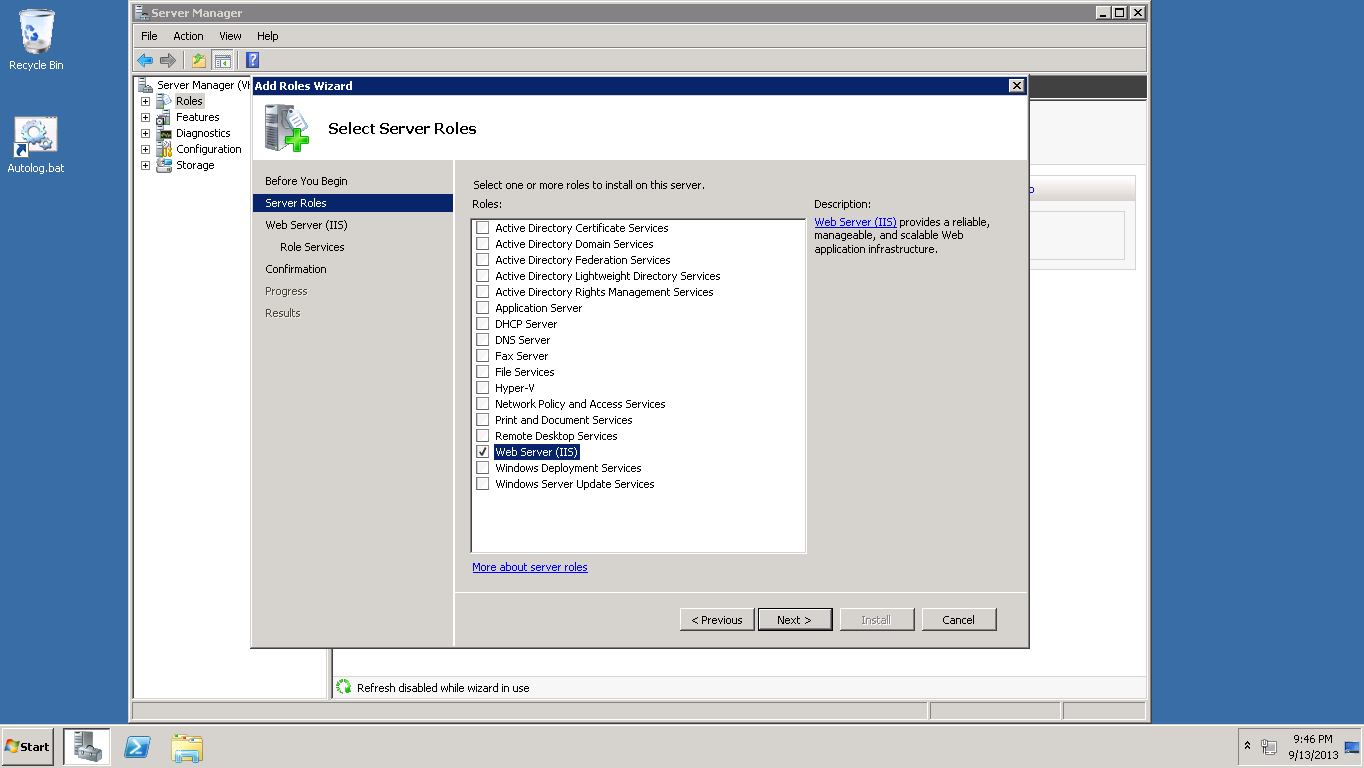 Recycle Bin
Autolog.bat
Server Manager
File Action View Help
Server Manager (
Roles
Features
Diagnostics
Configuration
Storage
Add Roles Wizard
Select Server Roles
Before You Begin
Server Roles
Web Server (IIS)
Role Services
Confirmation
Progress
Results
Select one or more roles to install on this server.
Roles:
Active Directory Certificate Services
Active Directory Domain Services
Active Directory Federation Services
Active Directory Lightweight Directory Services
Active Directory Rights Management Services
Application Server
DHCP Server
DNS Server
Fax Server
File Services
Hyper-V
Network Policy and Access Services
Print and Document Services
Remote Desktop Services
Web Server (IIS)
Windows Deployment Services
Windows Server Update Services
More about server roles
Description:
Web Server (IIS) provides a reliable,
manageable, and scalable Web
application infrastructure.
< Previous
Next >
Install
Cancel
Refresh disabled while wizard in use
Start
9:46 PM
9/13/2013